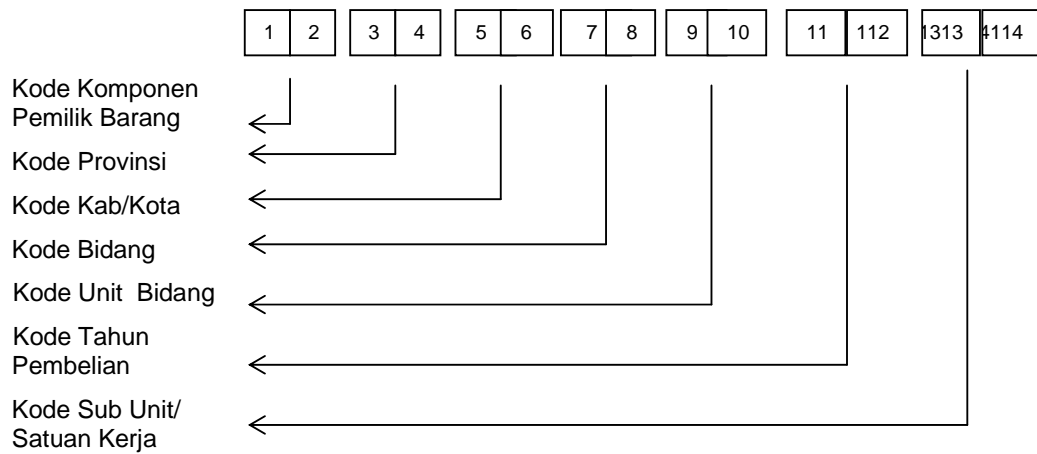 1 2 3 4 5 6 7 8 9 10 11 112 1313 4114
Kode Komponen
Pemilik Barang
Kode Provinsi
Kode Kab/Kota
Kode Bidang
Kode Unit Bidang
Kode Tahun
Pembelian
Kode Sub Unit/
Satuan Kerja